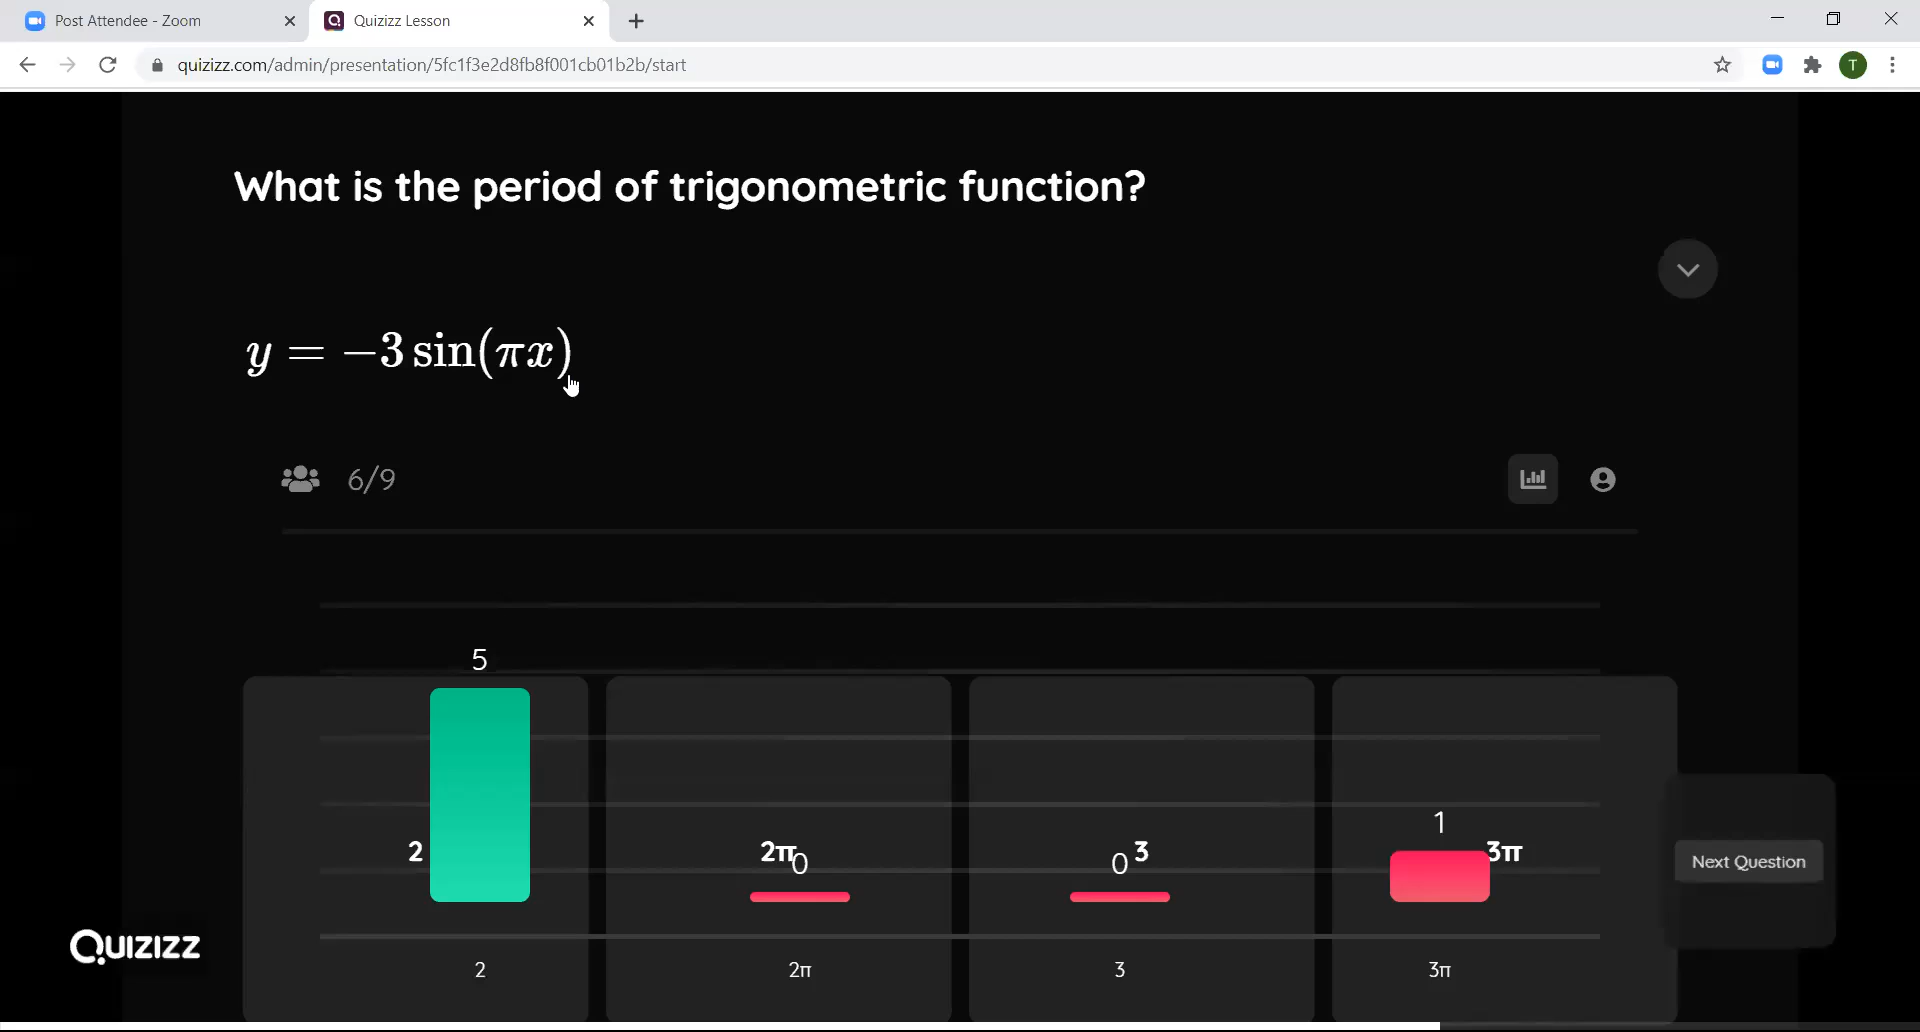 Post Attendee - Zoom
Quizizz Lesson
quizizz.com/admin/presentation/5fc1f3e2d8fb8f001cb01b2b/start
T
What is the period of trigonometric function?
y = −3 sin(πx)
6/9
5
1
2
2π
0
0
3
3π
Next Question
QUIZIZZ
2
2π
3
3π